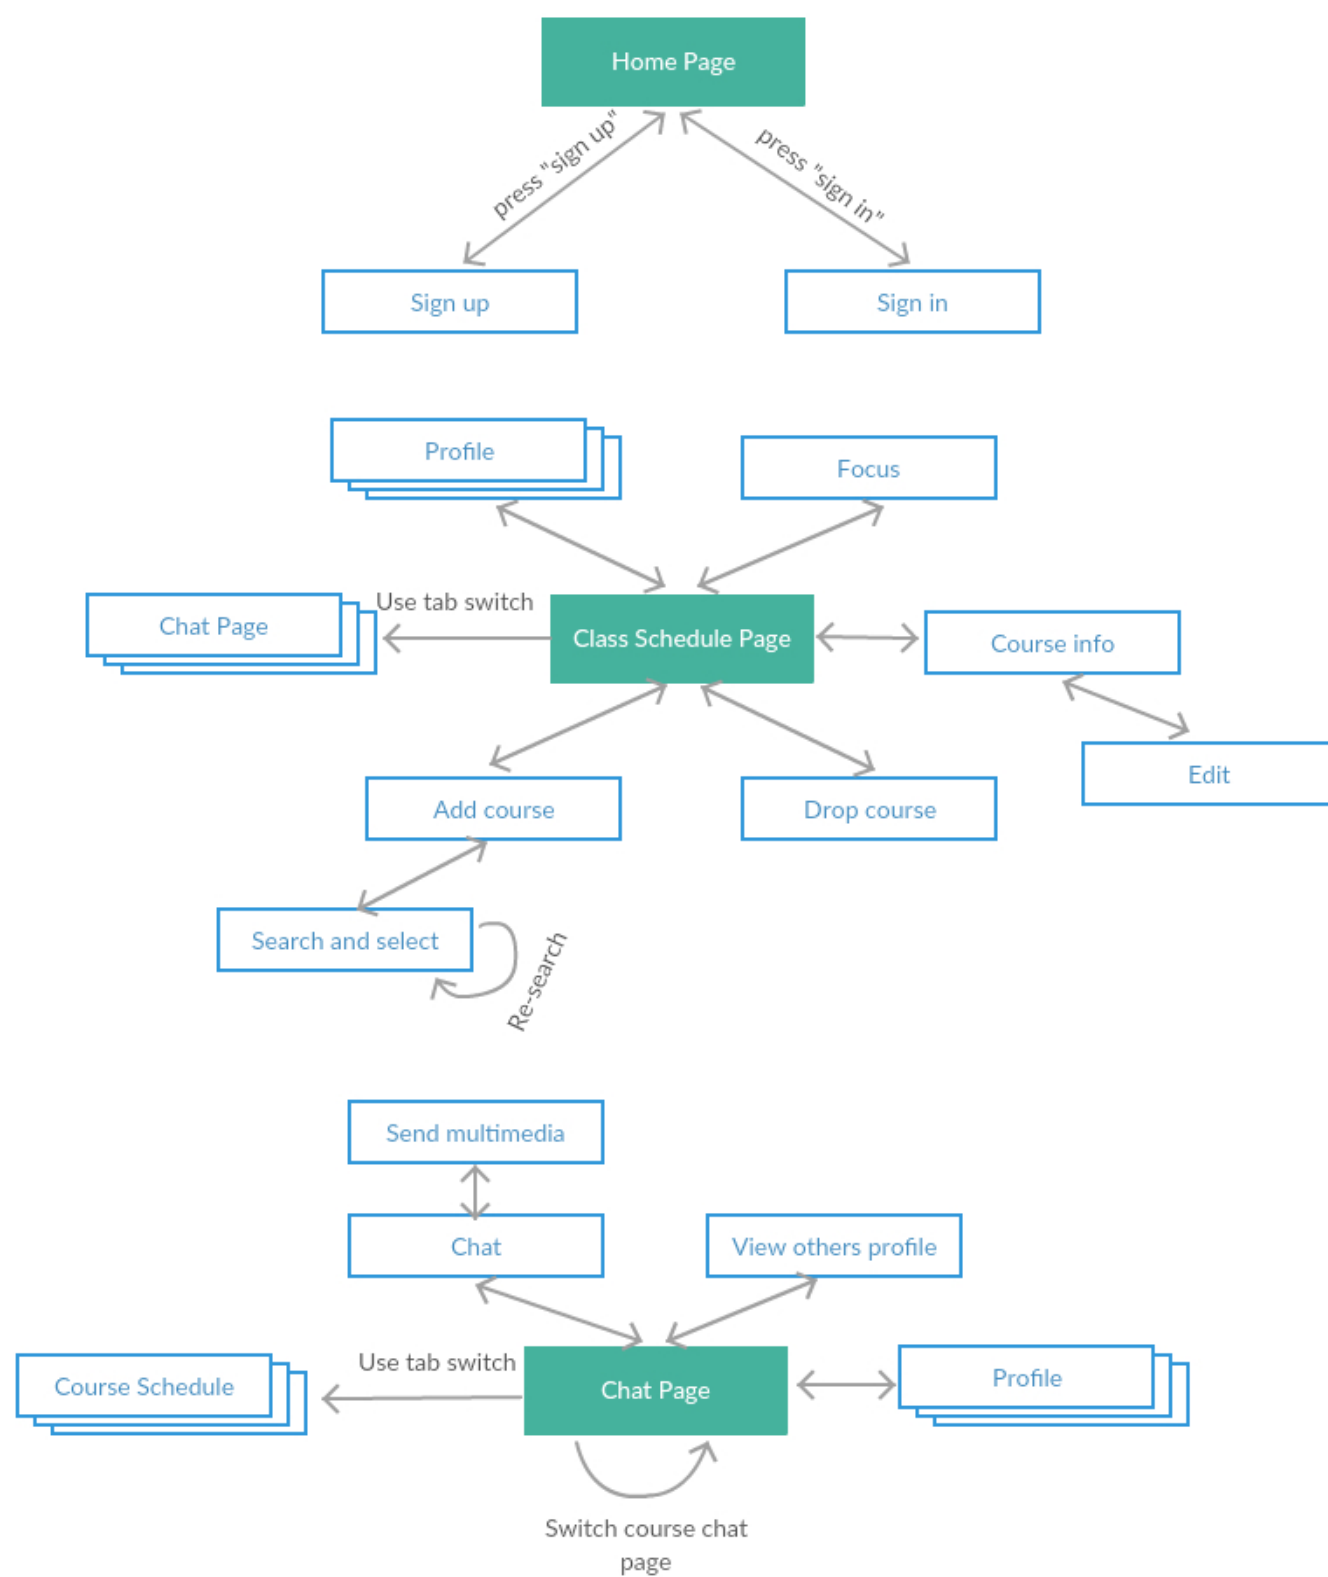 Home Page
press "sign up"
press "sign in"
Sign up
Sign in
Profile
Focus
Use tab switch
Chat Page
Class Schedule Page
Course info
Edit
Add course
Drop course
Search and select
Re-search
Send multimedia
Chat
View others profile
Use tab switch
Course Schedule
Chat Page
Profile
Switch course chat
page